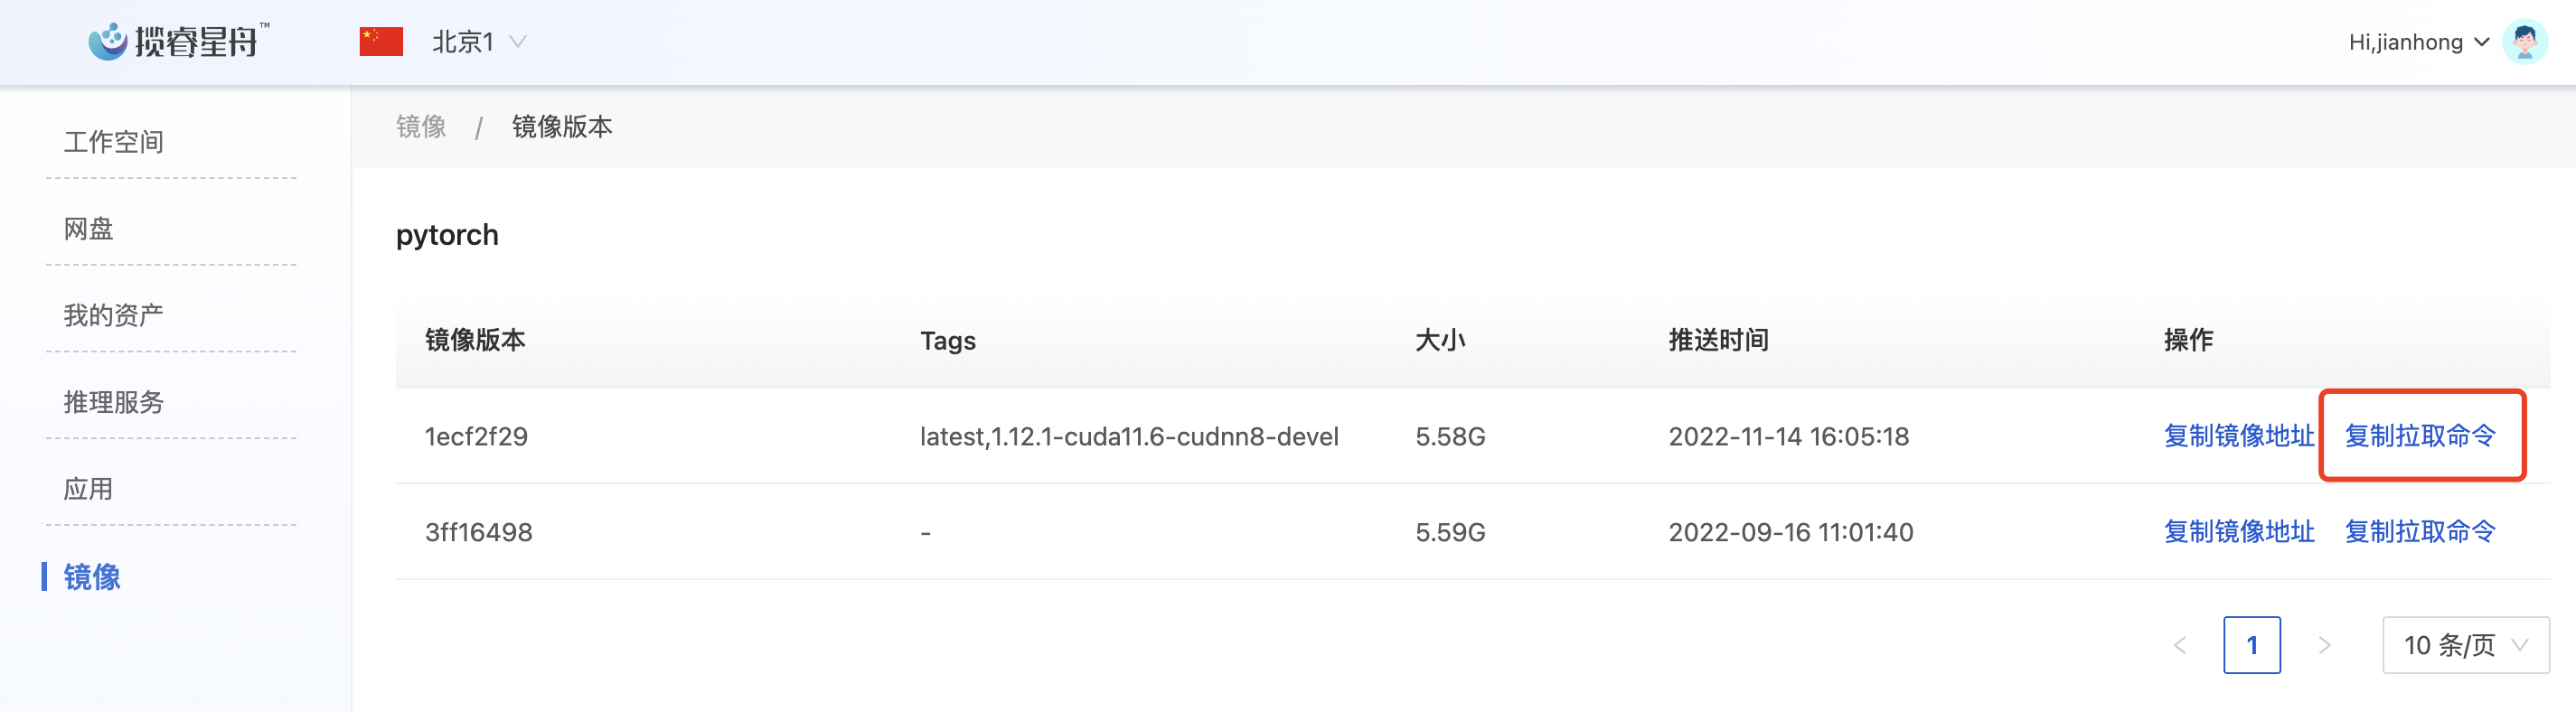 揽睿星舟™ 北京1 Hi,jianhong
工作空间
网盘
我的资产
推理服务
应用
镜像
镜像 / 镜像版本
pytorch
镜像版本 Tags 大小 推送时间 操作
1ecf2f29 latest,1.12.1-cuda11.6-cudnn8-devel 5.58G 2022-11-14 16:05:18 复制镜像地址 复制拉取命令
3ff16498 - 5.59G 2022-09-16 11:01:40 复制镜像地址 复制拉取命令
< 1 > 10 条/页